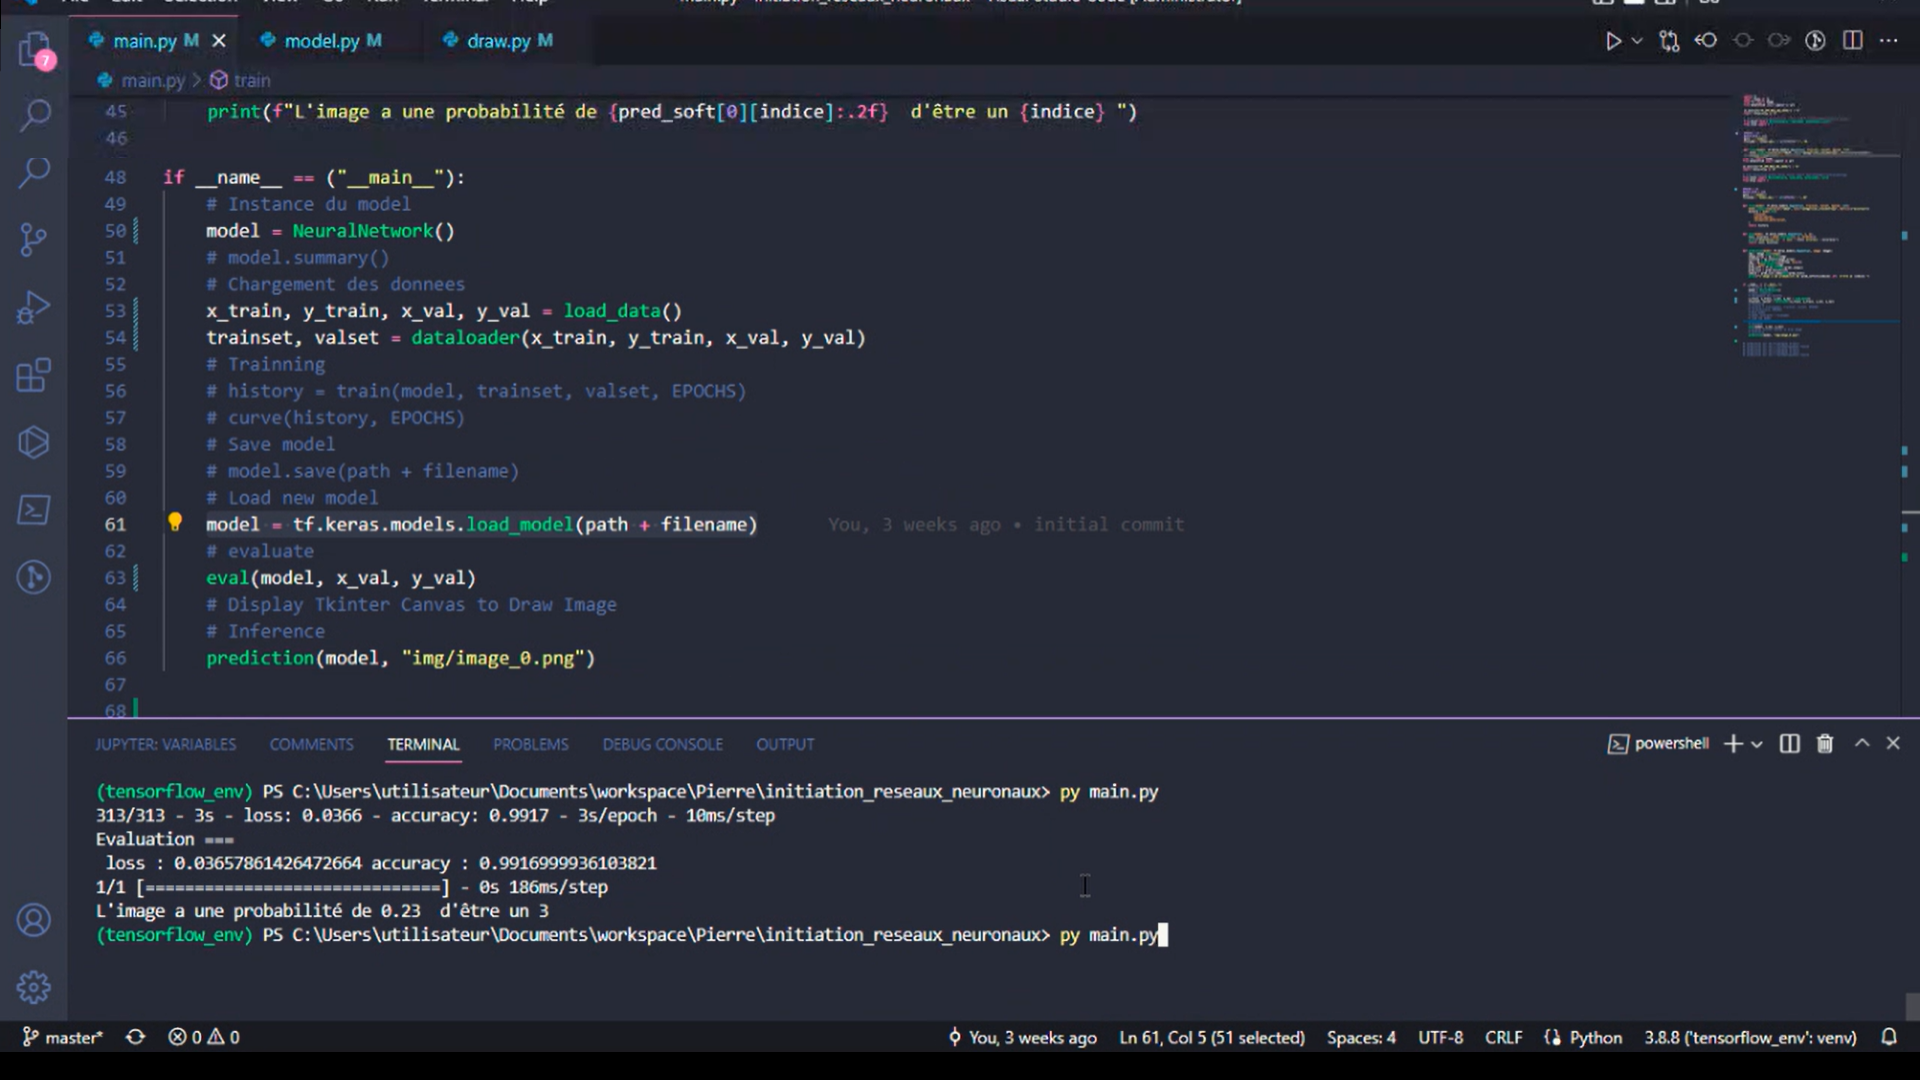 main.py M
model.py M
draw.py M
7
main.py > train
45 print(f"L'image a une probabilité de {pred_soft[0][indice]:.2f}  d'être un {indice} ")
46
48 if __name__ == ("__main__"):
49 # Instance du model
50 model = NeuralNetwork()
51 # model.summary()
52 # Chargement des donnees
53 x_train, y_train, x_val, y_val = load_data()
54 trainset, valset = dataloader(x_train, y_train, x_val, y_val)
55 # Trainning
56 # history = train(model, trainset, valset, EPOCHS)
57 # curve(history, EPOCHS)
58 # Save model
59 # model.save(path + filename)
60 # Load new model
61 model = tf.keras.models.load_model(path + filename) You, 3 weeks ago • initial commit
62 # evaluate
63 eval(model, x_val, y_val)
64 # Display Tkinter Canvas to Draw Image
65 # Inference
66 prediction(model, "img/image_0.png")
67
68
JUPYTER: VARIABLES COMMENTS TERMINAL PROBLEMS DEBUG CONSOLE OUTPUT powershell
(tensorflow_env) PS C:\Users\utilisateur\Documents\workspace\Pierre\initiation_reseaux_neuronaux> py main.py
313/313 - 3s - loss: 0.0366 - accuracy: 0.9917 - 3s/epoch - 10ms/step
Evaluation ===
 loss : 0.03657861426472664 accuracy : 0.9916999936103821
1/1 [==============================] - 0s 186ms/step
L'image a une probabilité de 0.23  d'être un 3
(tensorflow_env) PS C:\Users\utilisateur\Documents\workspace\Pierre\initiation_reseaux_neuronaux> py main.py
master* 0 0 You, 3 weeks ago Ln 61, Col 5 (51 selected) Spaces: 4 UTF-8 CRLF Python 3.8.8 ('tensorflow_env': venv)